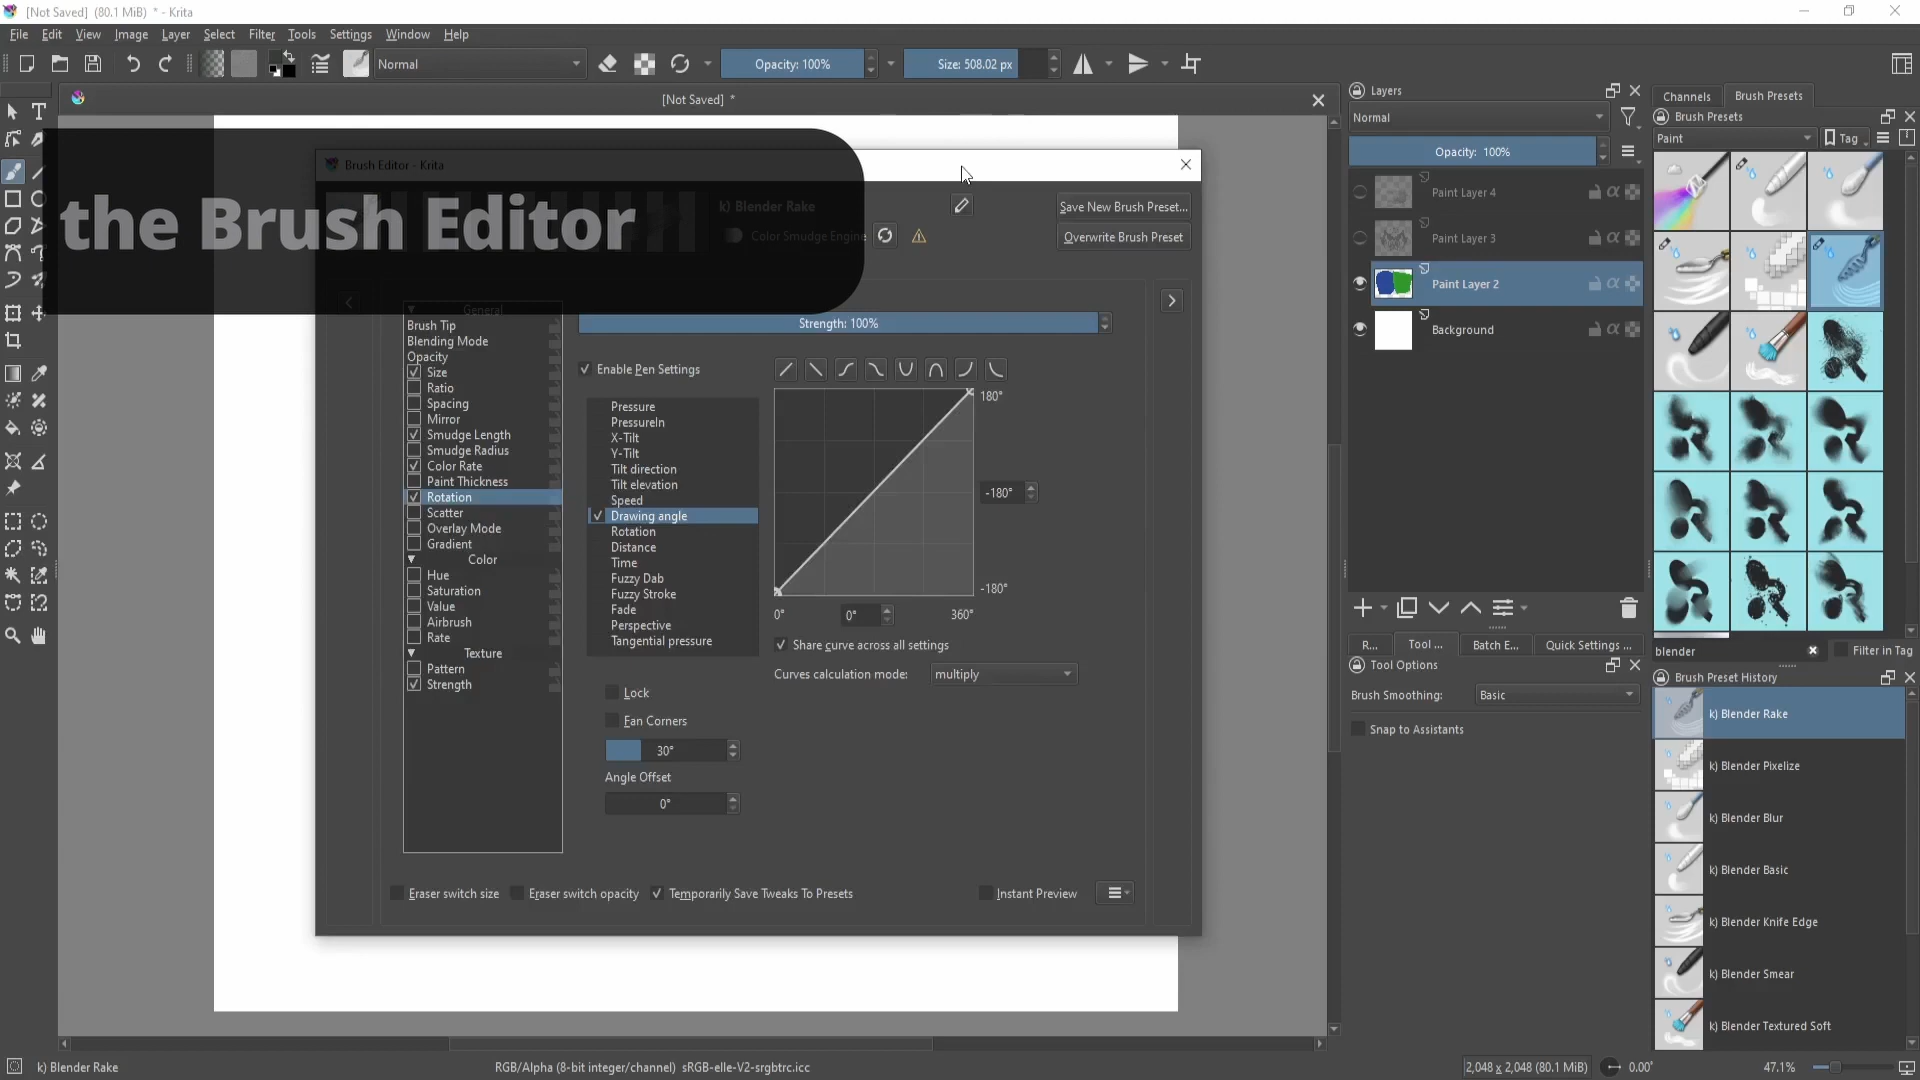 [Not Saved] (80.1 MiB) * - Krita
File Edit View Image Layer Select Filter Tools Settings Window Help
Normal
Opacity: 100%
Size: 508.02 px
[Not Saved] *
the Brush Editor
Brush Editor - Krita
k) Blender Rake
Color Smudge Engine
Save New Brush Preset...
Overwrite Brush Preset
General
Brush Tip
Blending Mode
Opacity
Size
Ratio
Spacing
Mirror
Smudge Length
Smudge Radius
Color Rate
Paint Thickness
Rotation
Scatter
Overlay Mode
Gradient
Color
Hue
Saturation
Value
Airbrush
Rate
Texture
Pattern
Strength
Strength: 100%
Enable Pen Settings
Pressure
PressureIn
X-Tilt
Y-Tilt
Tilt direction
Tilt elevation
Speed
Drawing angle
Rotation
Distance
Time
Fuzzy Dab
Fuzzy Stroke
Fade
Perspective
Tangential pressure
180°
-180°
-180°
0° 0° 360°
Share curve across all settings
Curves calculation mode: multiply
Lock
Fan Corners
30°
Angle Offset
0°
Eraser switch size
Eraser switch opacity
Temporarily Save Tweaks To Presets
Instant Preview
Layers
Normal
Opacity: 100%
Paint Layer 4
Paint Layer 3
Paint Layer 2
Background
R... Tool ... Batch E... Quick Settings ...
Tool Options
Brush Smoothing: Basic
Snap to Assistants
Channels Brush Presets
Brush Presets
Paint Tag
blender Filter in Tag
Brush Preset History
k) Blender Rake
k) Blender Pixelize
k) Blender Blur
k) Blender Basic
k) Blender Knife Edge
k) Blender Smear
k) Blender Textured Soft
k) Blender Rake
RGB/Alpha (8-bit integer/channel) sRGB-elle-V2-srgbtrc.icc
2,048 x 2,048 (80.1 MiB)
0.00°
47.1%